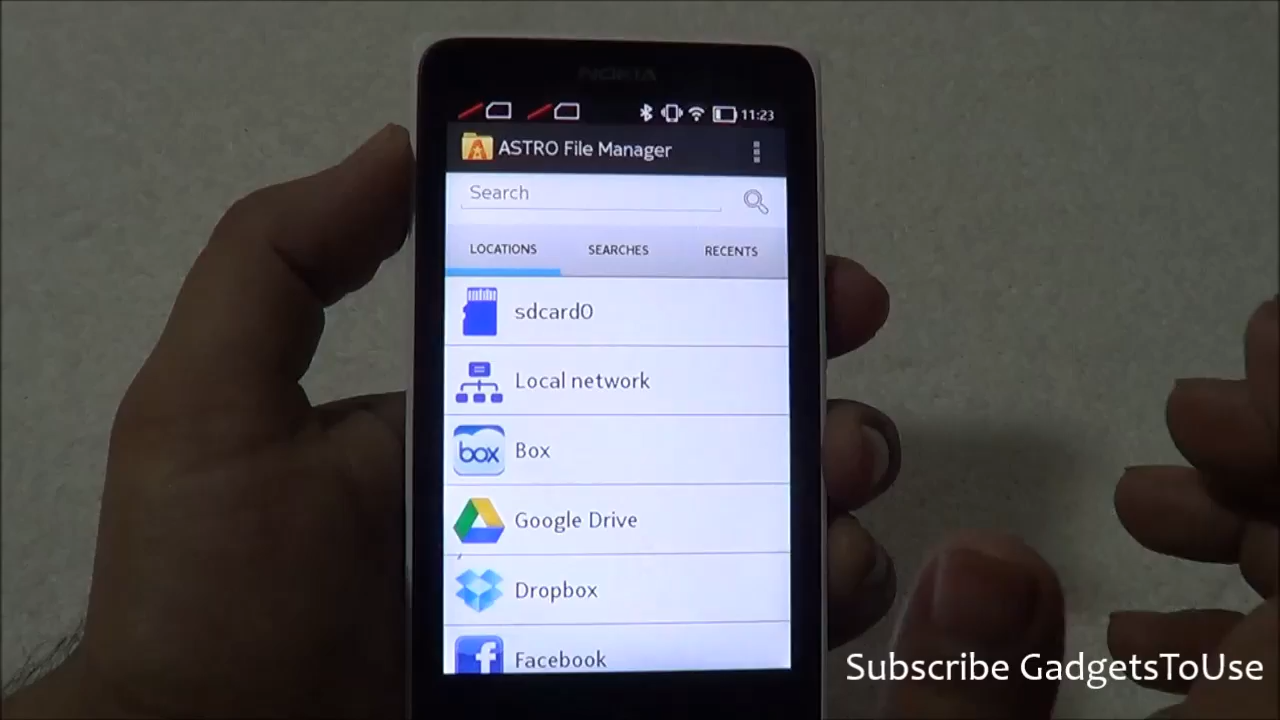 NOKIA
11:23
ASTRO File Manager
Search
LOCATIONS SEARCHES RECENTS
sdcard0
Local network
box Box
Google Drive
Dropbox
f Facebook
Subscribe GadgetsToUse